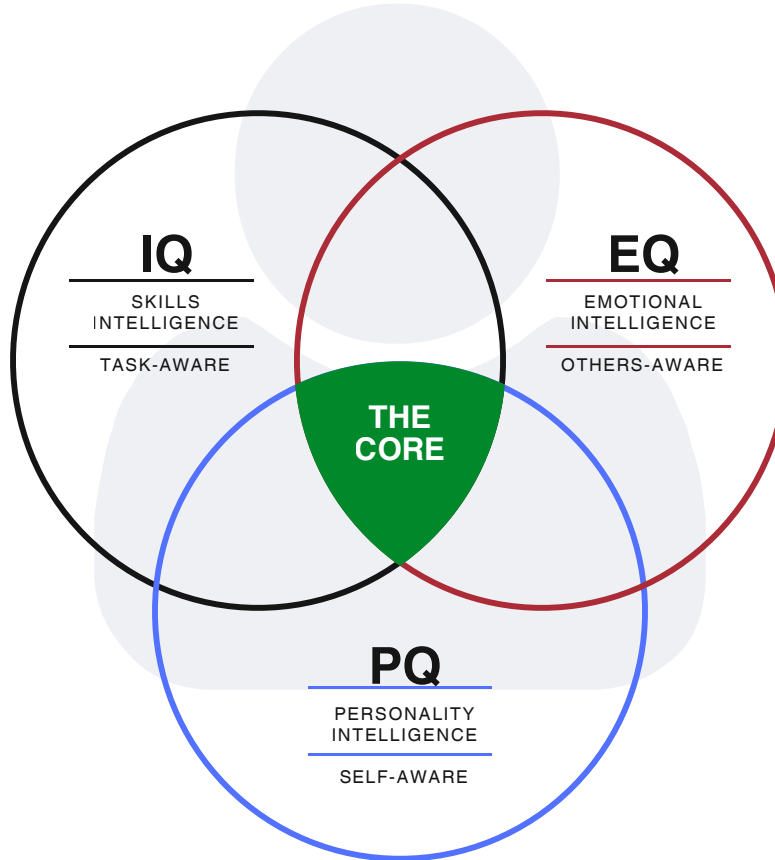 IQ
SKILLS
INTELLIGENCE
TASK-AWARE
EQ
EMOTIONAL
INTELLIGENCE
OTHERS-AWARE
THE
CORE
PQ
PERSONALITY
INTELLIGENCE
SELF-AWARE